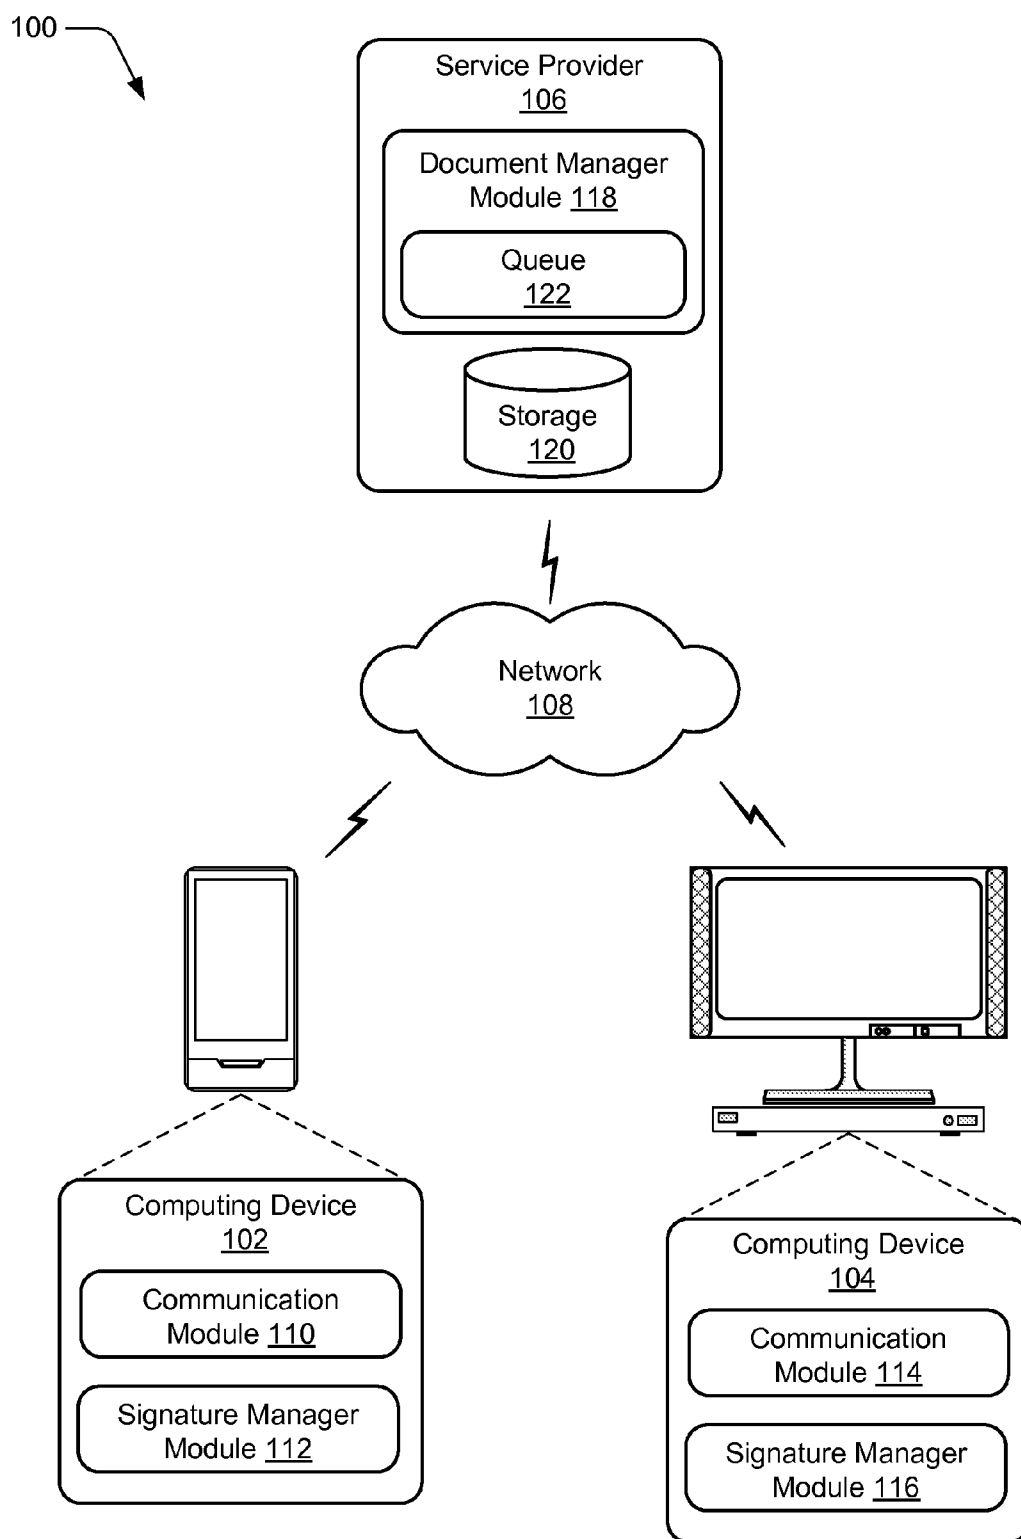 100
Service Provider
106
Document Manager
Module 118
Queue
122
Storage
120
Network
108
Computing Device
102
Communication
Module 110
Signature Manager
Module 112
Computing Device
104
Communication
Module 114
Signature Manager
Module 116